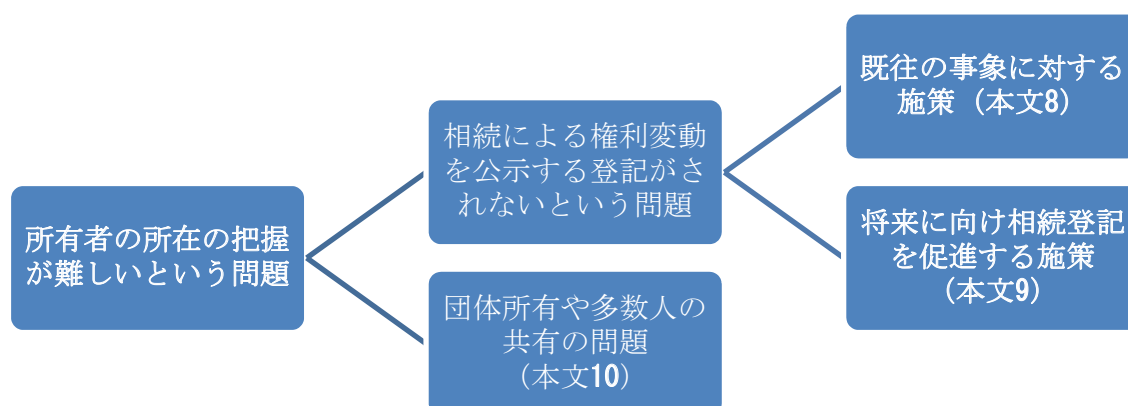 所有者の所在の把握
が難しいという問題
相続による権利変動
を公示する登記がさ
れないという問題
団体所有や多数人の
共有の問題
（本文10）
既往の事象に対する
施策（本文8）
将来に向け相続登記
を促進する施策
（本文9）